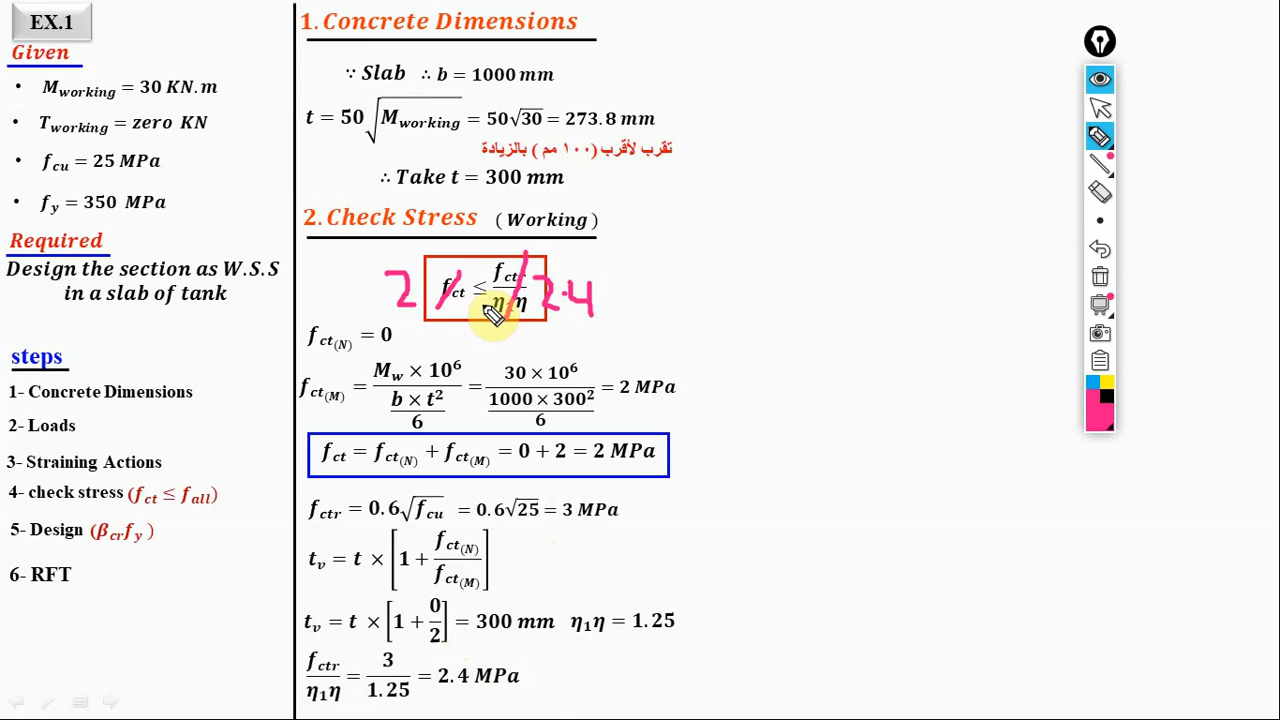 EX.1
Given
• M_working = 30 KN.m
• T_working = zero KN
• f_cu = 25 MPa
• f_y = 350 MPa
Required
Design the section as W.S.S
in a slab of tank
steps
1- Concrete Dimensions
2- Loads
3- Straining Actions
4- check stress (f_ct ≤ f_all)
5- Design (β_cr f_y )
6- RFT
1. Concrete Dimensions
∵ Slab ∴ b = 1000 mm
t = 50 √M_working = 50√30 = 273.8 mm
تقرب لأقرب (١٠٠ مم ) بالزيادة
∴ Take t = 300 mm
2. Check Stress ( Working )
2 f_ct ≤ f_ctr / η₁η 2.4
f_ct(N) = 0
f_ct(M) = (M_w × 10⁶) / (b × t² / 6) = (30 × 10⁶) / (1000 × 300² / 6) = 2 MPa
f_ct = f_ct(N) + f_ct(M) = 0 + 2 = 2 MPa
f_ctr = 0.6√f_cu = 0.6√25 = 3 MPa
t_v = t × [1 + f_ct(N) / f_ct(M)]
t_v = t × [1 + 0/2] = 300 mm η₁η = 1.25
f_ctr / η₁η = 3 / 1.25 = 2.4 MPa